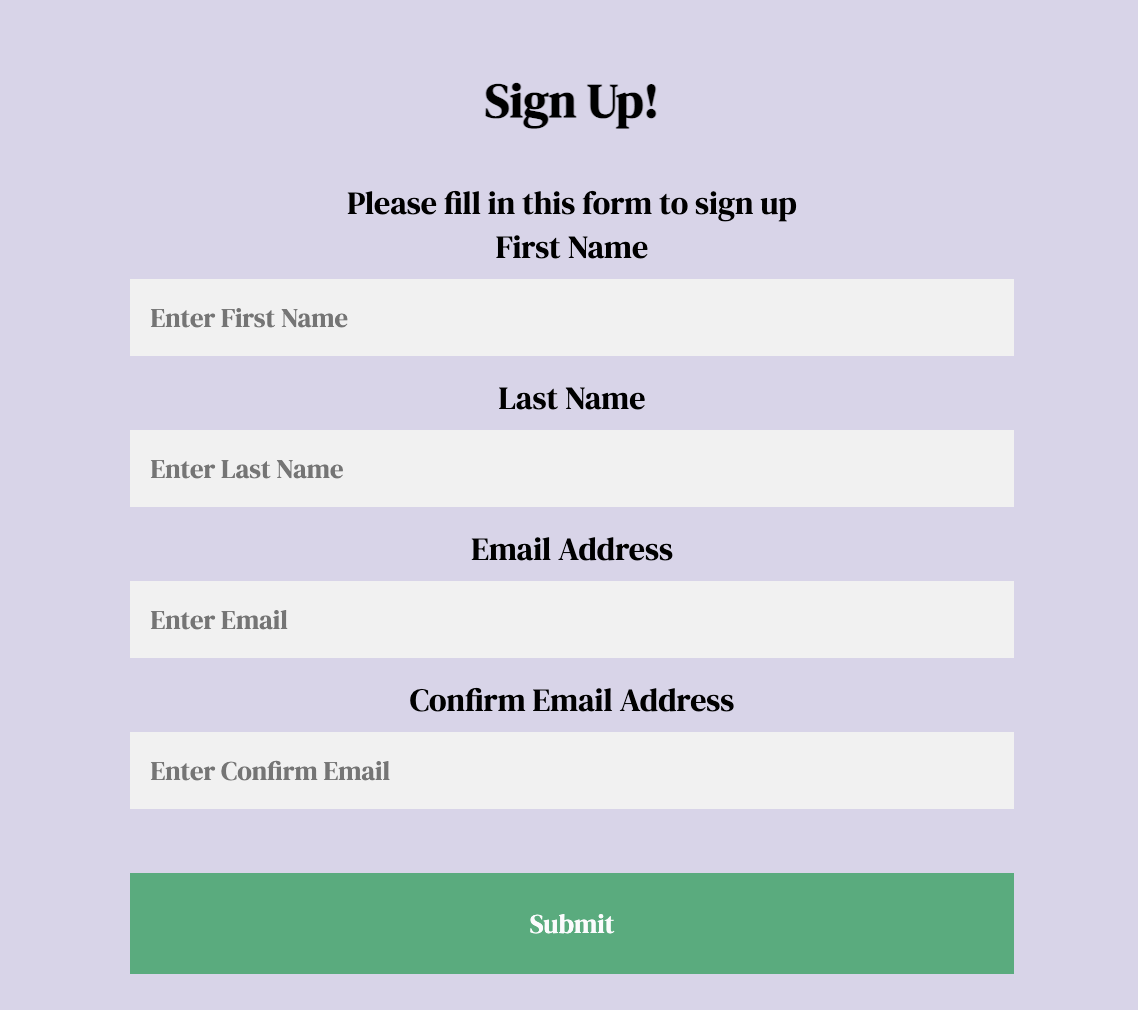 Sign Up!
Please fill in this form to sign up
First Name
Enter First Name
Last Name
Enter Last Name
Email Address
Enter Email
Confirm Email Address
Enter Confirm Email
Submit